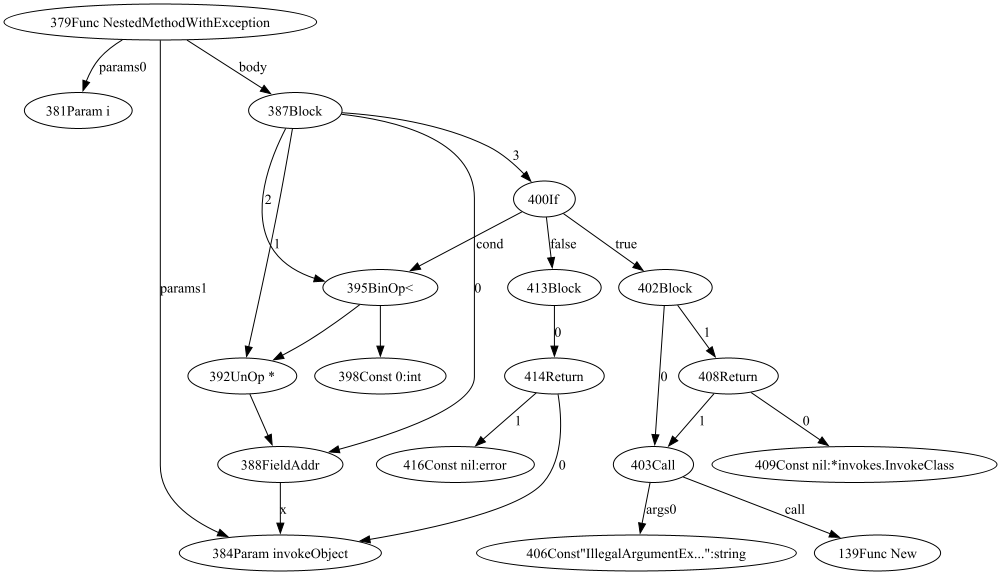 379Func NestedMethodWithException
params0
body
381Param i
387Block
3
2
400If
1
cond
false
true
params1
0
395BinOp<
413Block
402Block
0
1
392UnOp *
398Const 0:int
414Return
0
408Return
1
0
1
0
388FieldAddr
416Const nil:error
403Call
409Const nil:*invokes.InvokeClass
x
args0
call
384Param invokeObject
406Const"IllegalArgumentEx...":string
139Func New